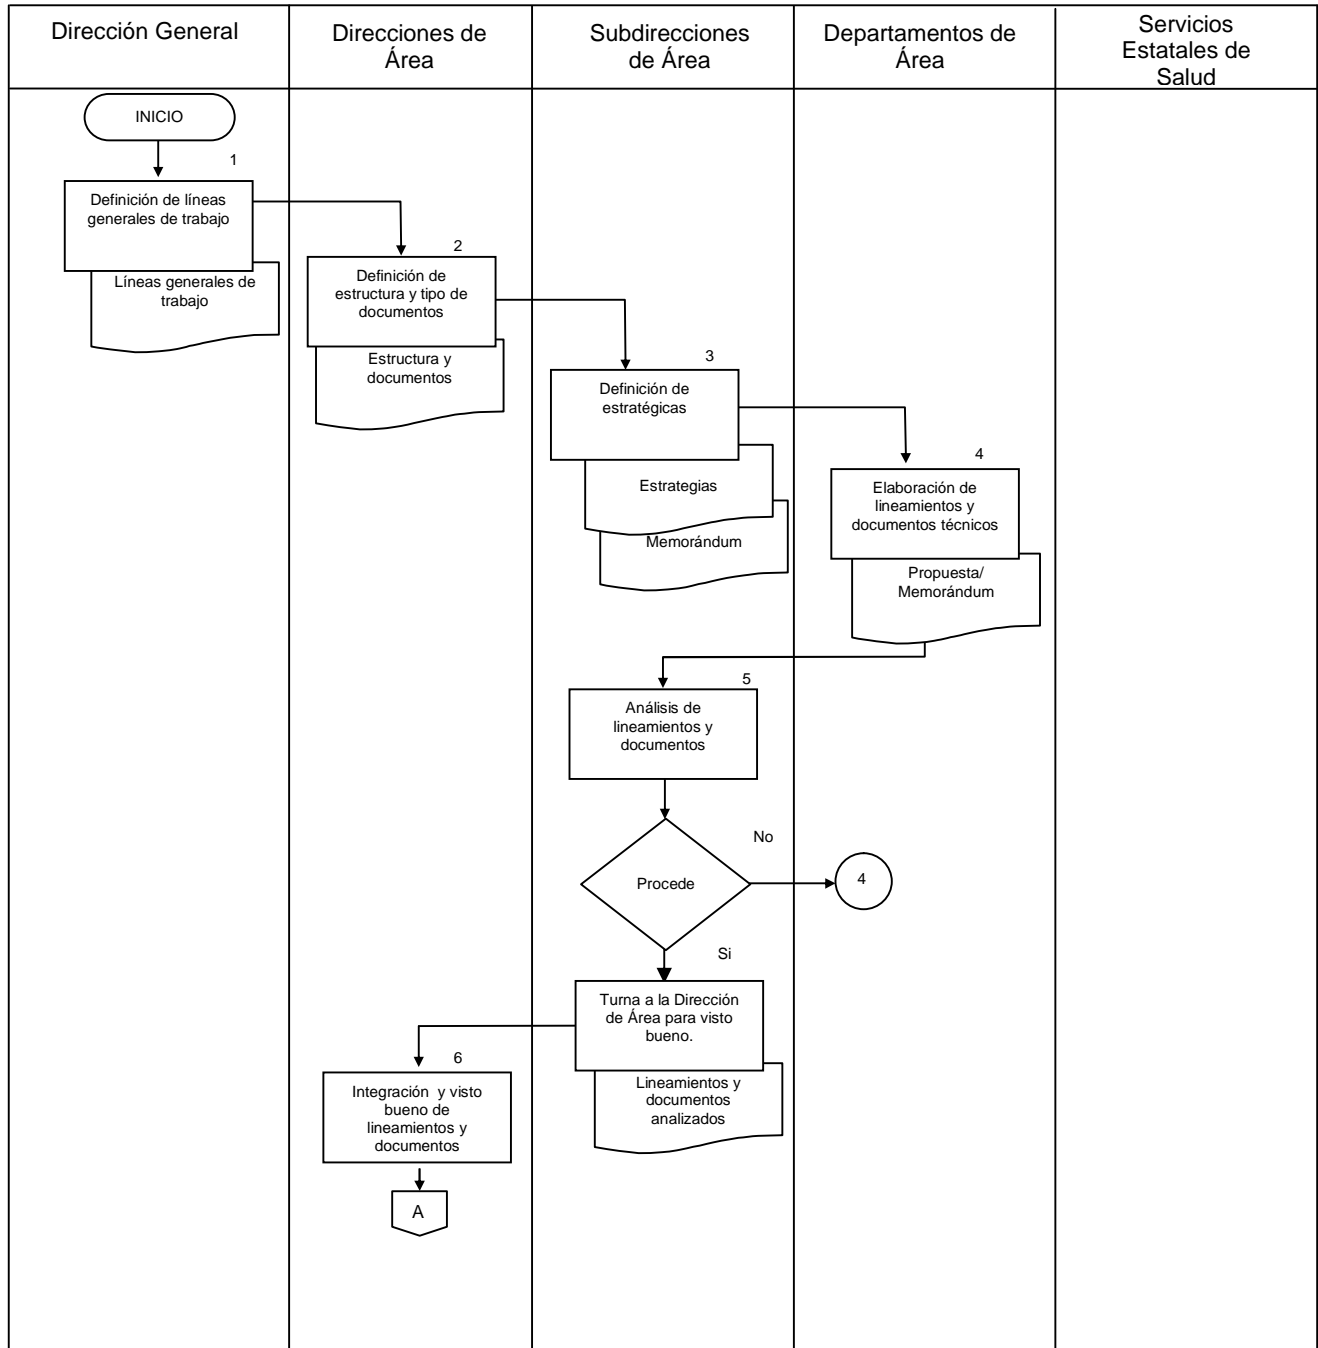 Dirección General
Direcciones de
Área
Subdirecciones
de Área
Departamentos de
Área
Servicios
Estatales de
Salud
INICIO
1
Definición de líneas
generales de trabajo
Líneas generales de
trabajo
2
Definición de
estructura y tipo de
documentos
Estructura y
documentos
3
Definición de
estratégicas
Estrategias
Memorándum
4
Elaboración de
lineamientos y
documentos técnicos
Propuesta/
Memorándum
5
Análisis de
lineamientos y
documentos
No
Procede
4
Si
Turna a la Dirección
de Área para visto
bueno.
Lineamientos y
documentos
analizados
6
Integración y visto
bueno de
lineamientos y
documentos
A